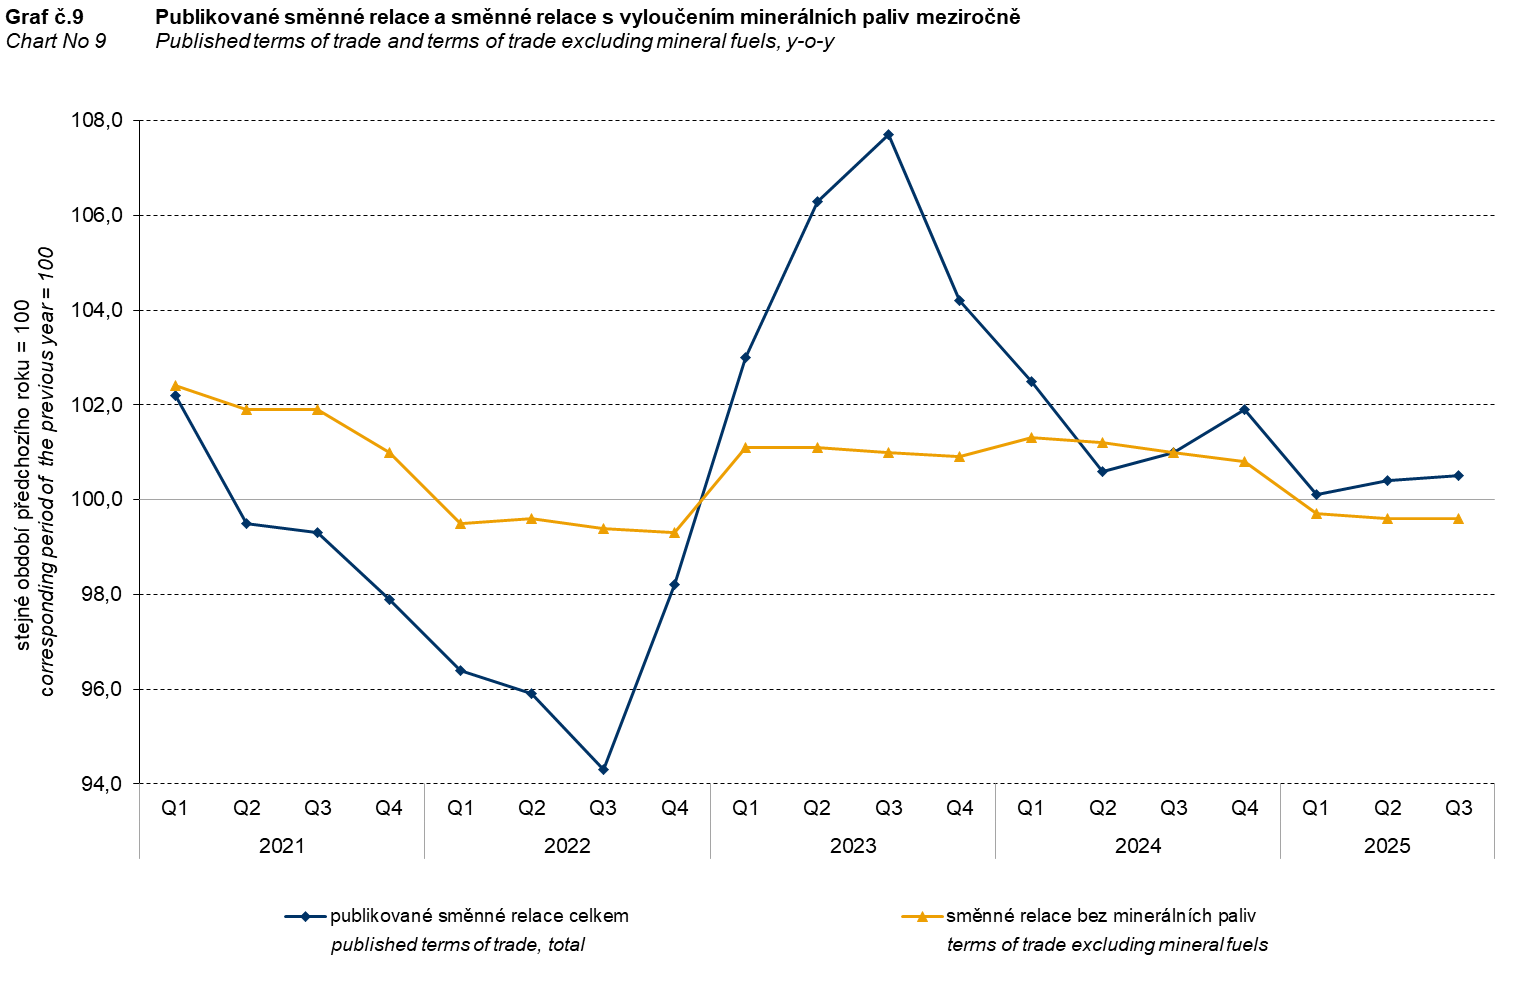 Graf č.9 Publikované směnné relace a směnné relace s vyloučením minerálních paliv meziročně
Chart No 9 Published terms of trade and terms of trade excluding mineral fuels, y-o-y
stejné období předchozího roku = 100
corresponding period of the previous year = 100
108,0
106,0
104,0
102,0
100,0
98,0
96,0
94,0
Q1 Q2 Q3 Q4 Q1 Q2 Q3 Q4 Q1 Q2 Q3 Q4 Q1 Q2 Q3 Q4 Q1 Q2 Q3
2021 2022 2023 2024 2025
publikované směnné relace celkem směnné relace bez minerálních paliv
published terms of trade, total terms of trade excluding mineral fuels